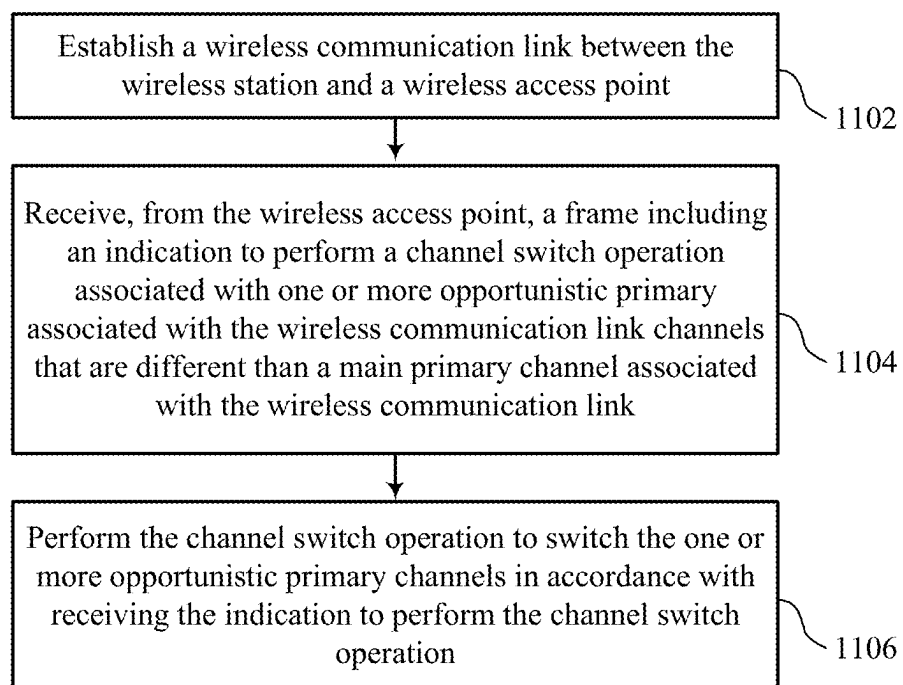 Establish a wireless communication link between the
wireless station and a wireless access point
1102
Receive, from the wireless access point, a frame including
an indication to perform a channel switch operation
associated with one or more opportunistic primary
associated with the wireless communication link channels
that are different than a main primary channel associated
with the wireless communication link
1104
Perform the channel switch operation to switch the one or
more opportunistic primary channels in accordance with
receiving the indication to perform the channel switch
operation
1106